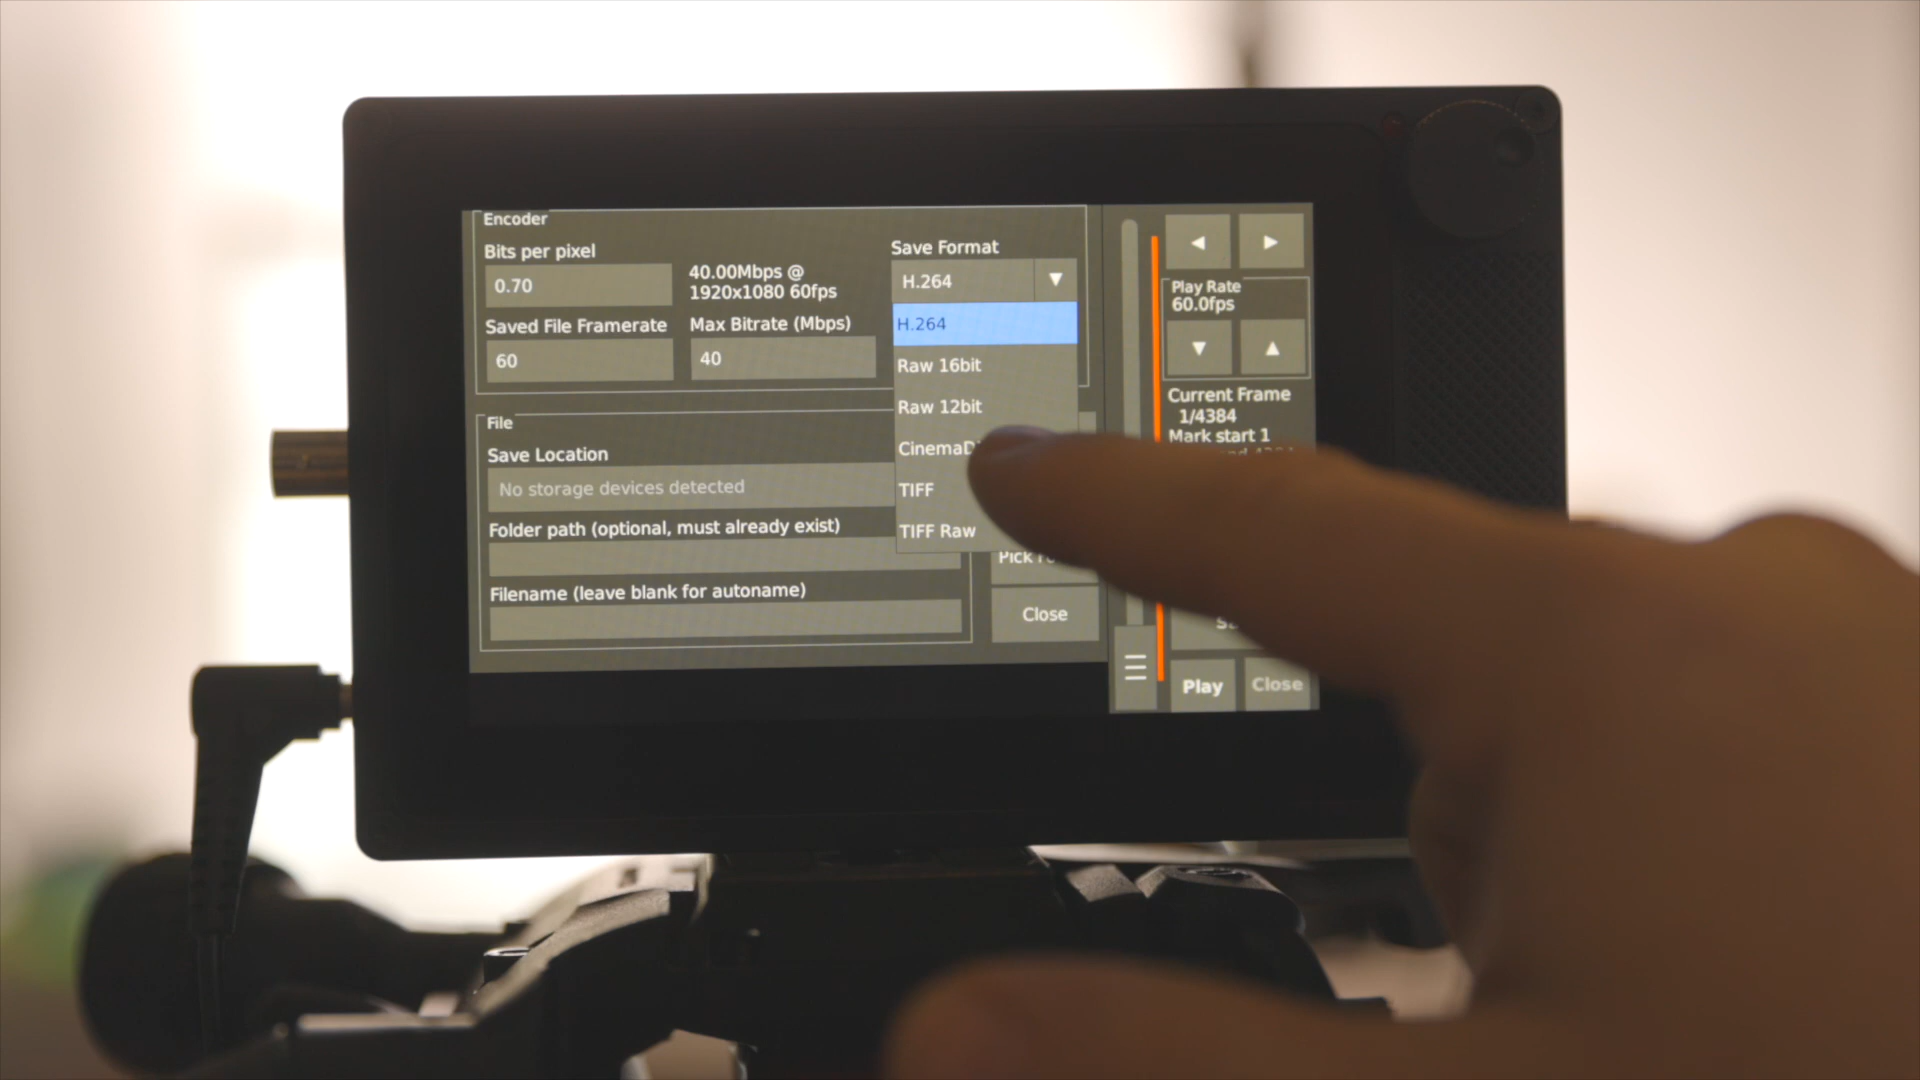 Encoder
Bits per pixel
0.70
40.00Mbps @
1920x1080 60fps
Save Format
H.264
Saved File Framerate
60
Max Bitrate (Mbps)
40
H.264
Raw 16bit
Raw 12bit
TIFF
TIFF Raw
File
Save Location
No storage devices detected
Folder path (optional, must already exist)
Pick
Filename (leave blank for autoname)
Close
Play Rate
60.0fps
Current Frame
1/4384
Mark start 1
Play
Close